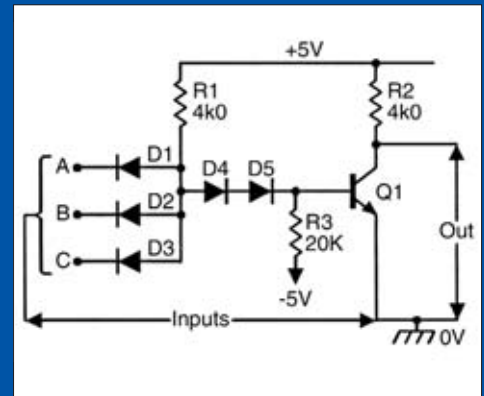 +5V
R1
4k0
R2
4k0
A
D1
D4
D5
B
D2
Q1
C
D3
R3
20K
Out
-5V
Inputs
0V